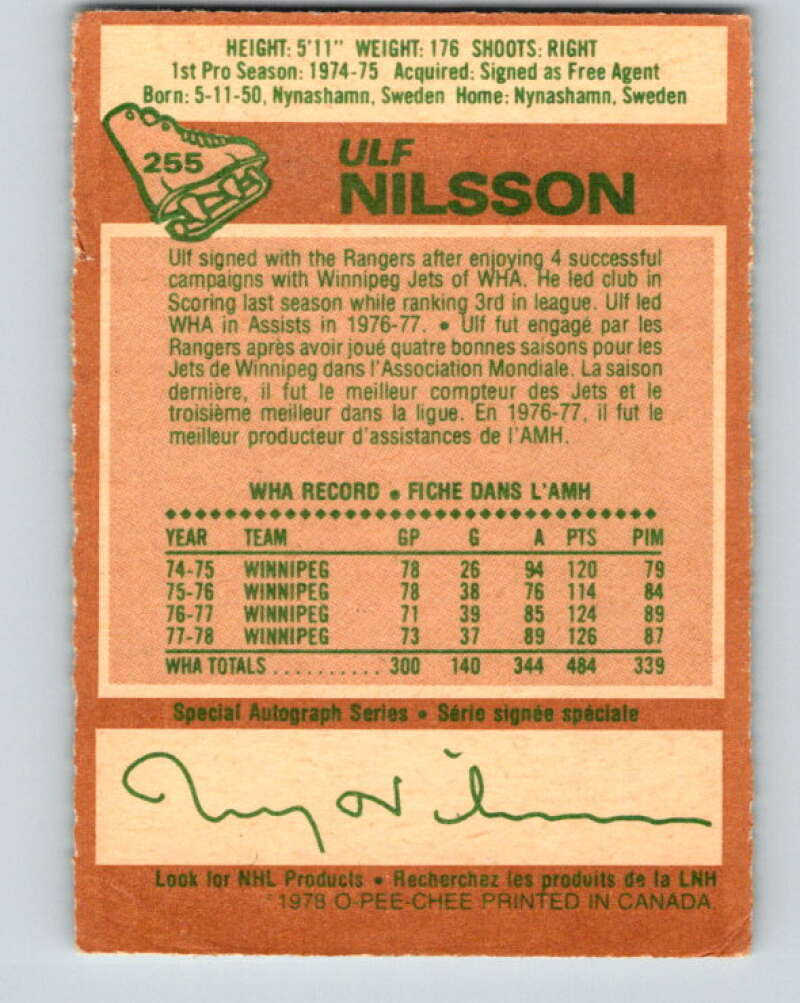 HEIGHT: 5'11" WEIGHT: 176 SHOOTS: RIGHT
1st Pro Season: 1974-75 Acquired: Signed as Free Agent
Born: 5-11-50, Nynashamn, Sweden Home: Nynashamn, Sweden
255
ULF
NILSSON
Ulf signed with the Rangers after enjoying 4 successful
campaigns with Winnipeg Jets of WHA. He led club in
Scoring last season while ranking 3rd in league. Ulf led
WHA in Assists in 1976-77. • Ulf fut engagé par les
Rangers après avoir joué quatre bonnes saisons pour les
Jets de Winnipeg dans l'Association Mondiale. La saison
dernière, il fut le meilleur compteur des Jets et le
troisième meilleur dans la ligue. En 1976-77, il fut le
meilleur producteur d'assistances de l'AMH.
WHA RECORD • FICHE DANS L'AMH
YEAR TEAM GP G A PTS PIM
74-75 WINNIPEG 78 26 94 120 79
75-76 WINNIPEG 78 38 76 114 84
76-77 WINNIPEG 71 39 85 124 89
77-78 WINNIPEG 73 37 89 126 87
WHA TOTALS .......... 300 140 344 484 339
Special Autograph Series • Série signée spéciale
Look for NHL Products • Recherchez les produits de la LNH
1978 O-PEE-CHEE PRINTED IN CANADA